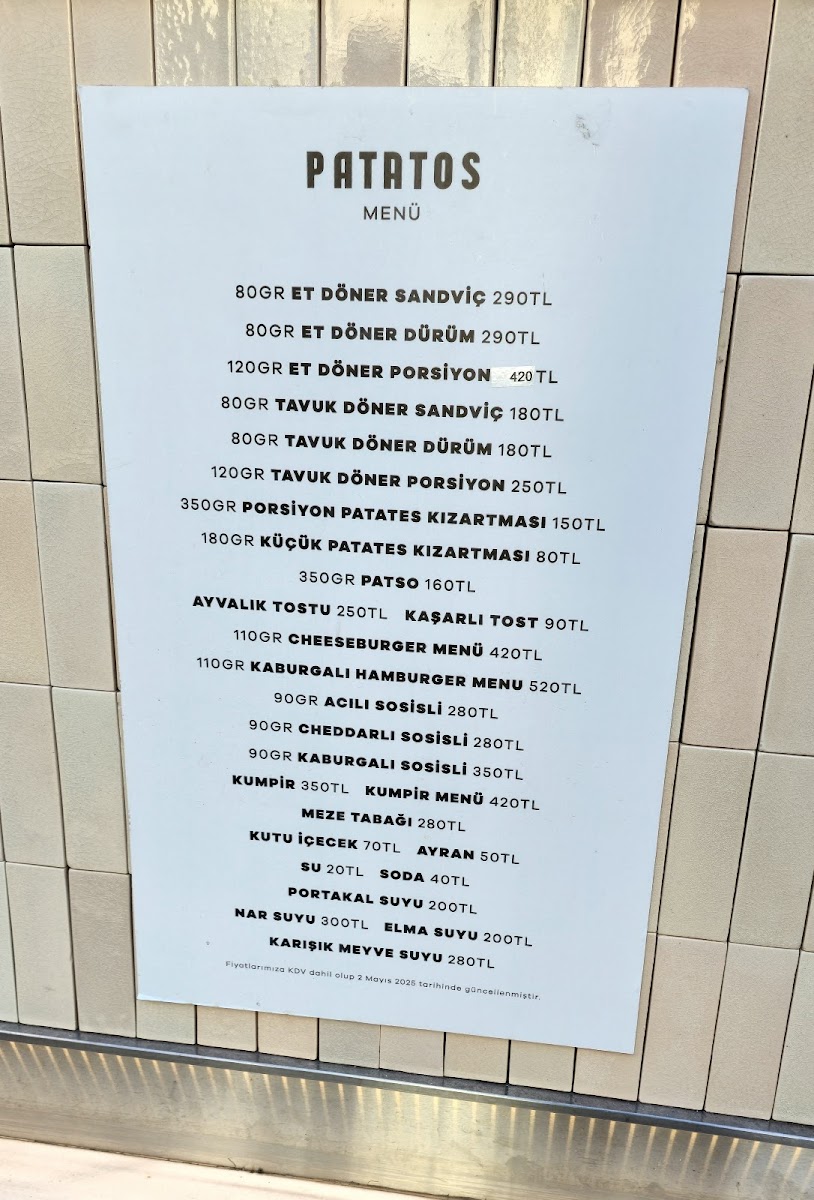 PATATOS
MENÜ
80GR ET DÖNER SANDVİÇ 290TL
80GR ET DÖNER DÜRÜM 290TL
120GR ET DÖNER PORSİYON 420 TL
80GR TAVUK DÖNER SANDVİÇ 180TL
80GR TAVUK DÖNER DÜRÜM 180TL
120GR TAVUK DÖNER PORSİYON 250TL
350GR PORSİYON PATATES KIZARTMASI 150TL
180GR KÜÇÜK PATATES KIZARTMASI 80TL
350GR PATSO 160TL
AYVALIK TOSTU 250TL KAŞARLI TOST 90TL
110GR CHEESEBURGER MENÜ 420TL
110GR KABURGALI HAMBURGER MENU 520TL
90GR ACILI SOSİSLİ 280TL
90GR CHEDDARLI SOSİSLİ 280TL
90GR KABURGALI SOSİSLİ 350TL
KUMPİR 350TL KUMPİR MENÜ 420TL
MEZE TABAĞI 280TL
KUTU İÇECEK 70TL AYRAN 50TL
SU 20TL SODA 40TL
PORTAKAL SUYU 200TL
NAR SUYU 300TL ELMA SUYU 200TL
KARIŞIK MEYVE SUYU 280TL
Fiyatlarımıza KDV dahil olup 2 Mayıs 2025 tarihinde güncellenmiştir.